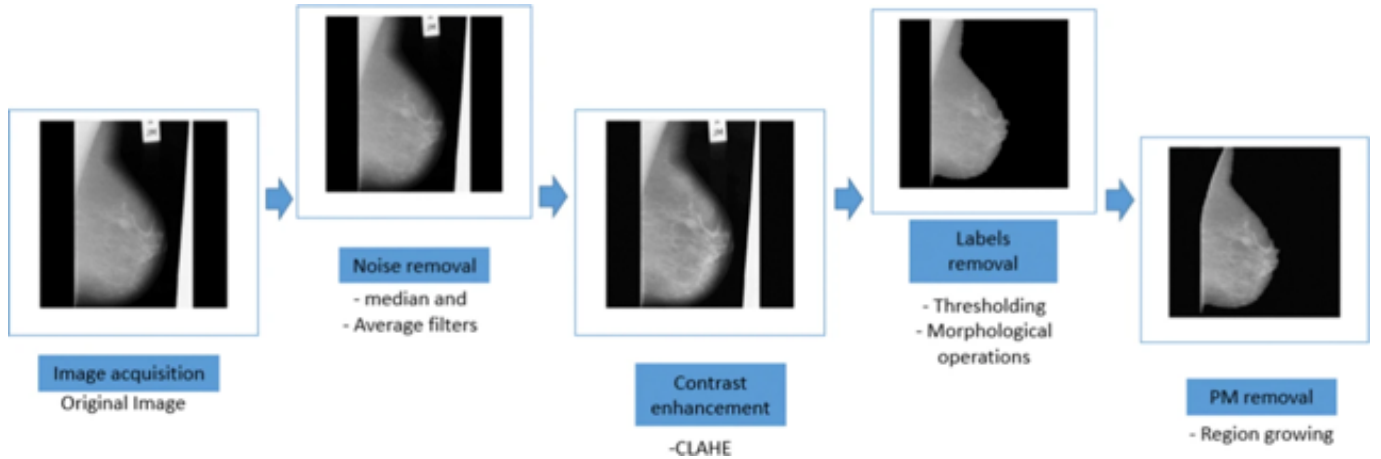 Image acquisition
Original Image
Noise removal
- median and
- Average filters
Contrast
enhancement
-CLAHE
Labels
removal
- Thresholding
- Morphological
operations
PM removal
- Region growing